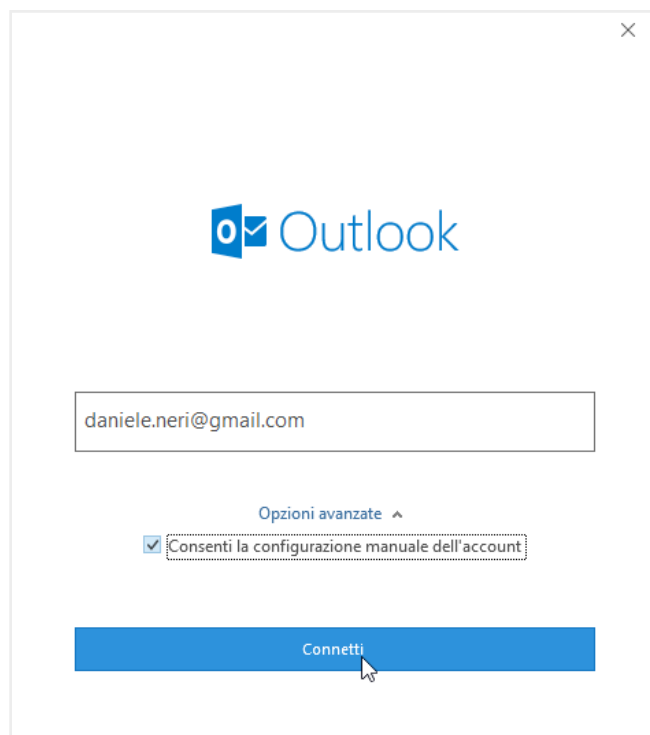 Outlook
daniele.neri@gmail.com
Opzioni avanzate
Consenti la configurazione manuale dell'account
Connetti